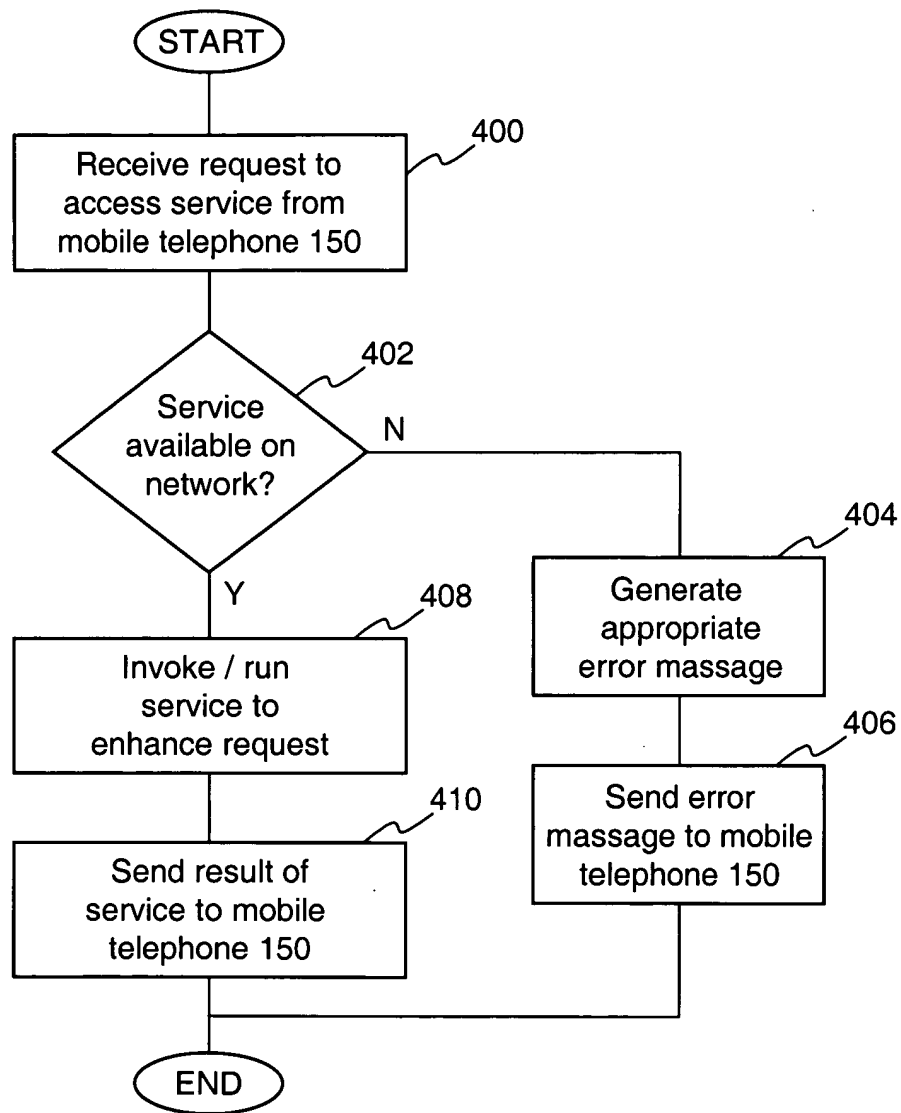 START
400
Receive request to
access service from
mobile telephone 150
402
Service
available on
network?
N
Y
404
Generate
appropriate
error massage
408
Invoke / run
service to
enhance request
406
Send error
massage to mobile
telephone 150
410
Send result of
service to mobile
telephone 150
END